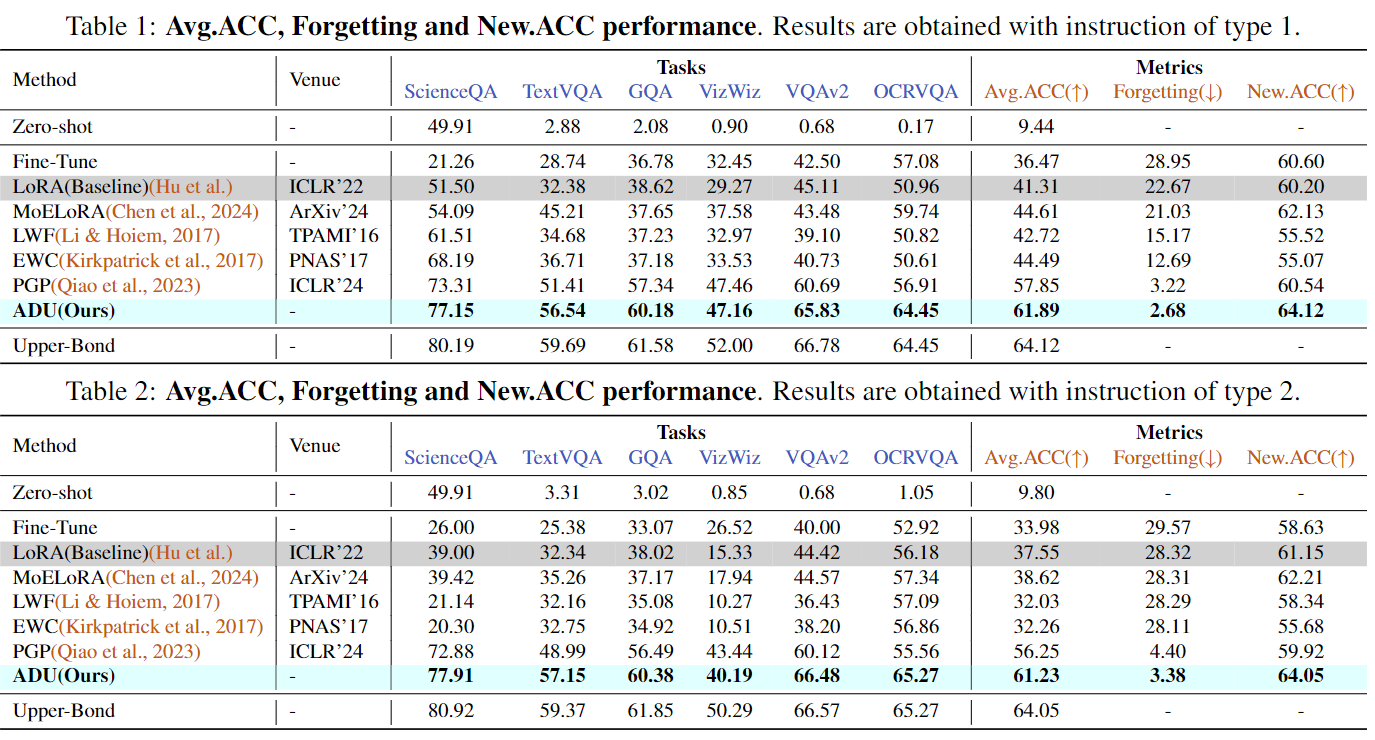 Table 1: Avg.ACC, Forgetting and New.ACC performance. Results are obtained with instruction of type 1.
Method Venue Tasks Metrics
ScienceQA TextVQA GQA VizWiz VQAv2 OCRVQA Avg.ACC(↑) Forgetting(↓) New.ACC(↑)
Zero-shot - 49.91 2.88 2.08 0.90 0.68 0.17 9.44 - -
Fine-Tune - 21.26 28.74 36.78 32.45 42.50 57.08 36.47 28.95 60.60
LoRA(Baseline)(Hu et al.) ICLR'22 51.50 32.38 38.62 29.27 45.11 50.96 41.31 22.67 60.20
MoELoRA(Chen et al., 2024) ArXiv'24 54.09 45.21 37.65 37.58 43.48 59.74 44.61 21.03 62.13
LWF(Li & Hoiem, 2017) TPAMI'16 61.51 34.68 37.23 32.97 39.10 50.82 42.72 15.17 55.52
EWC(Kirkpatrick et al., 2017) PNAS'17 68.19 36.71 37.18 33.53 40.73 50.61 44.49 12.69 55.07
PGP(Qiao et al., 2023) ICLR'24 73.31 51.41 57.34 47.46 60.69 56.91 57.85 3.22 60.54
ADU(Ours) - 77.15 56.54 60.18 47.16 65.83 64.45 61.89 2.68 64.12
Upper-Bond - 80.19 59.69 61.58 52.00 66.78 64.45 64.12 - -
Table 2: Avg.ACC, Forgetting and New.ACC performance. Results are obtained with instruction of type 2.
Method Venue Tasks Metrics
ScienceQA TextVQA GQA VizWiz VQAv2 OCRVQA Avg.ACC(↑) Forgetting(↓) New.ACC(↑)
Zero-shot - 49.91 3.31 3.02 0.85 0.68 1.05 9.80 - -
Fine-Tune - 26.00 25.38 33.07 26.52 40.00 52.92 33.98 29.57 58.63
LoRA(Baseline)(Hu et al.) ICLR'22 39.00 32.34 38.02 15.33 44.42 56.18 37.55 28.32 61.15
MoELoRA(Chen et al., 2024) ArXiv'24 39.42 35.26 37.17 17.94 44.57 57.34 38.62 28.31 62.21
LWF(Li & Hoiem, 2017) TPAMI'16 21.14 32.16 35.08 10.27 36.43 57.09 32.03 28.29 58.34
EWC(Kirkpatrick et al., 2017) PNAS'17 20.30 32.75 34.92 10.51 38.20 56.86 32.26 28.11 55.68
PGP(Qiao et al., 2023) ICLR'24 72.88 48.99 56.49 43.44 60.12 55.56 56.25 4.40 59.92
ADU(Ours) - 77.91 57.15 60.38 40.19 66.48 65.27 61.23 3.38 64.05
Upper-Bond - 80.92 59.37 61.85 50.29 66.57 65.27 64.05 - -